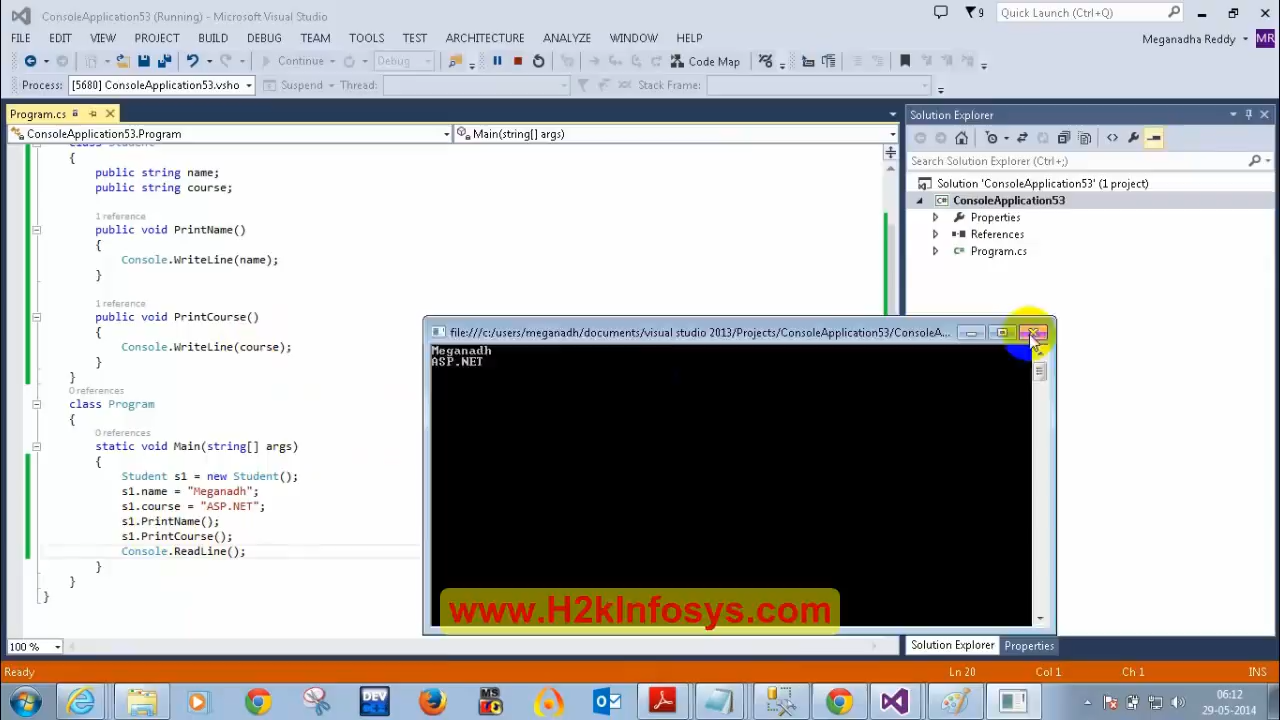 ConsoleApplication53 (Running) - Microsoft Visual Studio
9
Quick Launch (Ctrl+Q)
FILE EDIT VIEW PROJECT BUILD DEBUG TEAM TOOLS TEST ARCHITECTURE ANALYZE WINDOW HELP
Meganadha Reddy MR
Continue Debug Code Map
Process: [5680] ConsoleApplication53.vsho Suspend Thread: Stack Frame:
Program.cs
ConsoleApplication53.Program Main(string[] args)
class Student
{
public string name;
public string course;
1 reference
public void PrintName()
{
Console.WriteLine(name);
}
1 reference
public void PrintCourse()
{
Console.WriteLine(course);
}
}
0 references
class Program
{
0 references
static void Main(string[] args)
{
Student s1 = new Student();
s1.name = "Meganadh";
s1.course = "ASP.NET";
s1.PrintName();
s1.PrintCourse();
Console.ReadLine();
}
}
}
100 %
Solution Explorer
Search Solution Explorer (Ctrl+;)
Solution 'ConsoleApplication53' (1 project)
ConsoleApplication53
Properties
References
C# Program.cs
file:///c:/users/meganadh/documents/visual studio 2013/Projects/ConsoleApplication53/ConsoleA...
Meganadh
ASP.NET
www.H2kInfosys.com
Solution Explorer Properties
Ready Ln 20 Col 1 Ch 1 INS
DEV
MS
06:12
29-05-2014